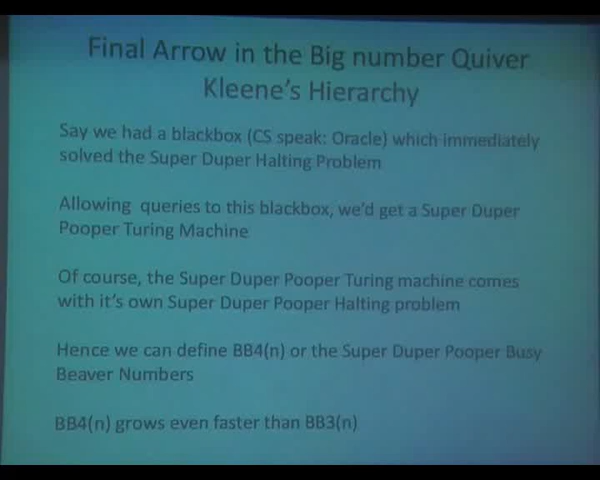 Final Arrow in the Big number Quiver
Kleene's Hierarchy
Say we had a blackbox (CS speak: Oracle) which immediately
solved the Super Duper Halting Problem
Allowing queries to this blackbox, we'd get a Super Duper
Pooper Turing Machine
Of course, the Super Duper Pooper Turing machine comes
with it's own Super Duper Pooper Halting problem
Hence we can define BB4(n) or the Super Duper Pooper Busy
Beaver Numbers
BB4(n) grows even faster than BB3(n)